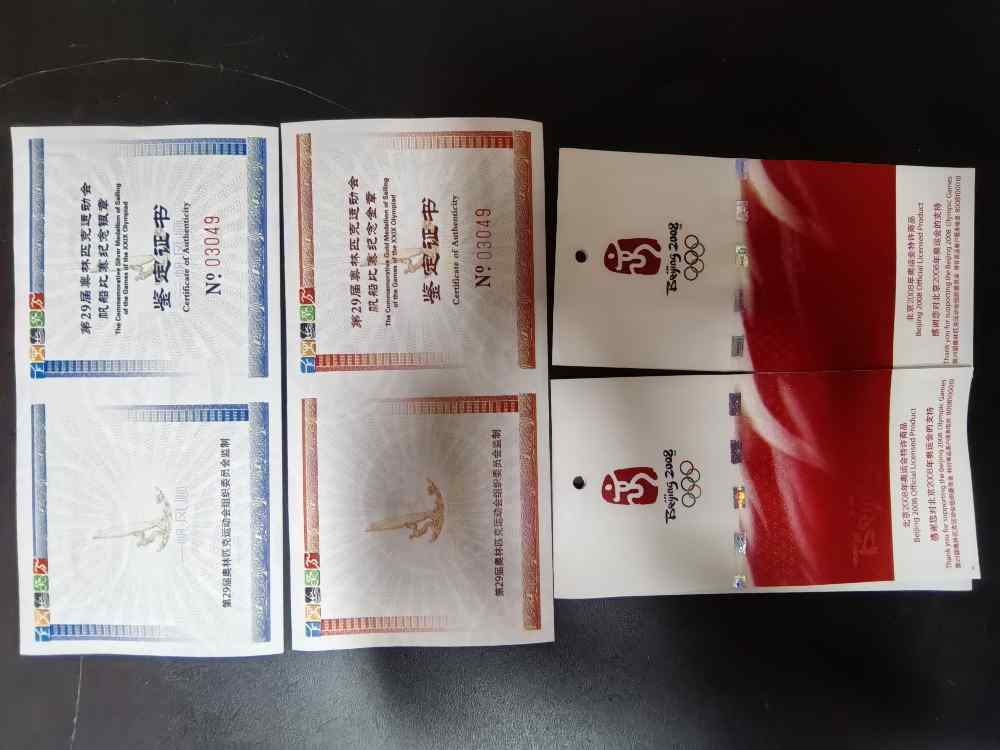 第29届奥林匹克运动会
帆船比赛纪念银章
The Commemorative Silver Medallion of Sailing
of the Games of the XXIX Olympiad
鉴定证书
Certificate of Authenticity
Nº 03049
第29届奥林匹克运动会组织委员会监制
第29届奥林匹克运动会
帆船比赛纪念金章
The Commemorative Gold Medallion of Sailing
of the Games of the XXIX Olympiad
鉴定证书
Certificate of Authenticity
Nº 03049
第29届奥林匹克运动会组织委员会监制
Beijing 2008
北京2008年奥运会特许商品
Beijing 2008 Official Licensed Product
感谢您对北京2008年奥运会的支持
Thank you for supporting the Beijing 2008 Olympic Games
Beijing 2008
北京2008年奥运会特许商品
Beijing 2008 Official Licensed Product
感谢您对北京2008年奥运会的支持
Thank you for supporting the Beijing 2008 Olympic Games